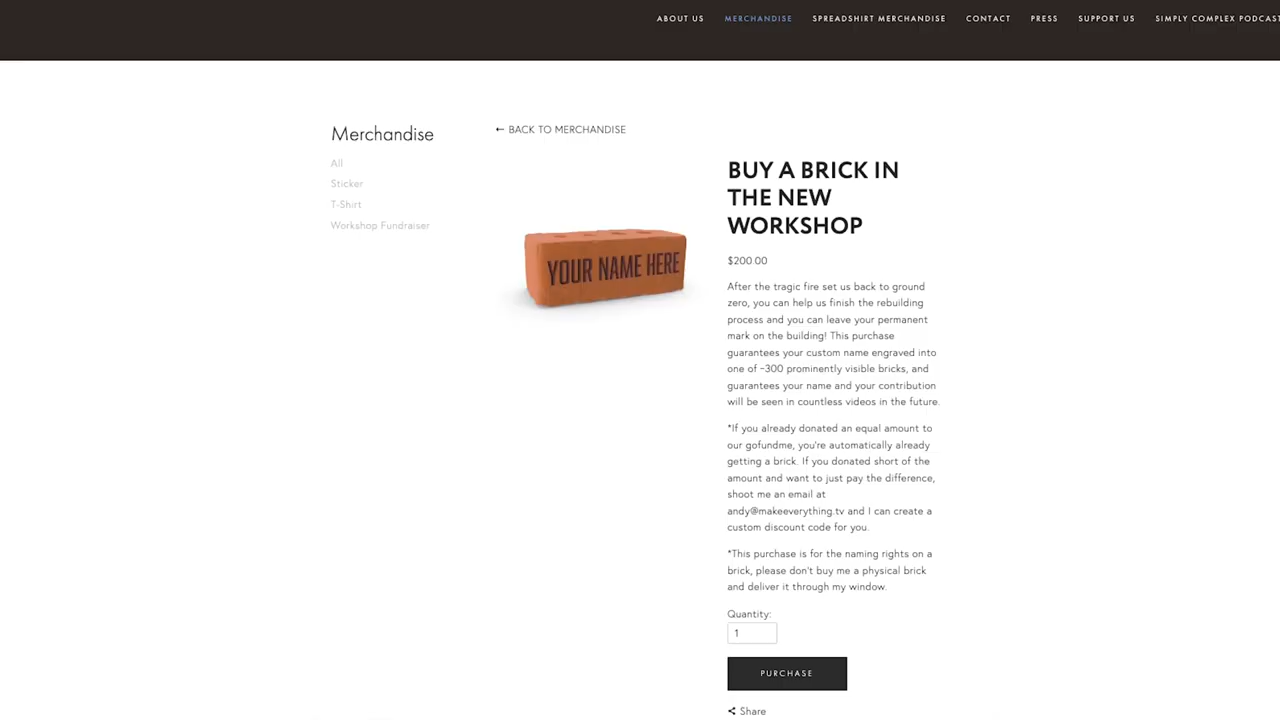 ABOUT US MERCHANDISE SPREADSHIRT MERCHANDISE CONTACT PRESS SUPPORT US SIMPLY COMPLEX PODCAST
Merchandise
All
Sticker
T-Shirt
Workshop Fundraiser
← BACK TO MERCHANDISE
YOUR NAME HERE
BUY A BRICK IN
THE NEW
WORKSHOP
$200.00
After the tragic fire set us back to ground
zero, you can help us finish the rebuilding
process and you can leave your permanent
mark on the building! This purchase
guarantees your custom name engraved into
one of ~300 prominently visible bricks, and
guarantees your name and your contribution
will be seen in countless videos in the future.
*If you already donated an equal amount to
our gofundme, you're automatically already
getting a brick. If you donated short of the
amount and want to just pay the difference,
shoot me an email at
andy@makeeverything.tv and I can create a
custom discount code for you.
*This purchase is for the naming rights on a
brick, please don't buy me a physical brick
and deliver it through my window.
Quantity:
1
PURCHASE
Share